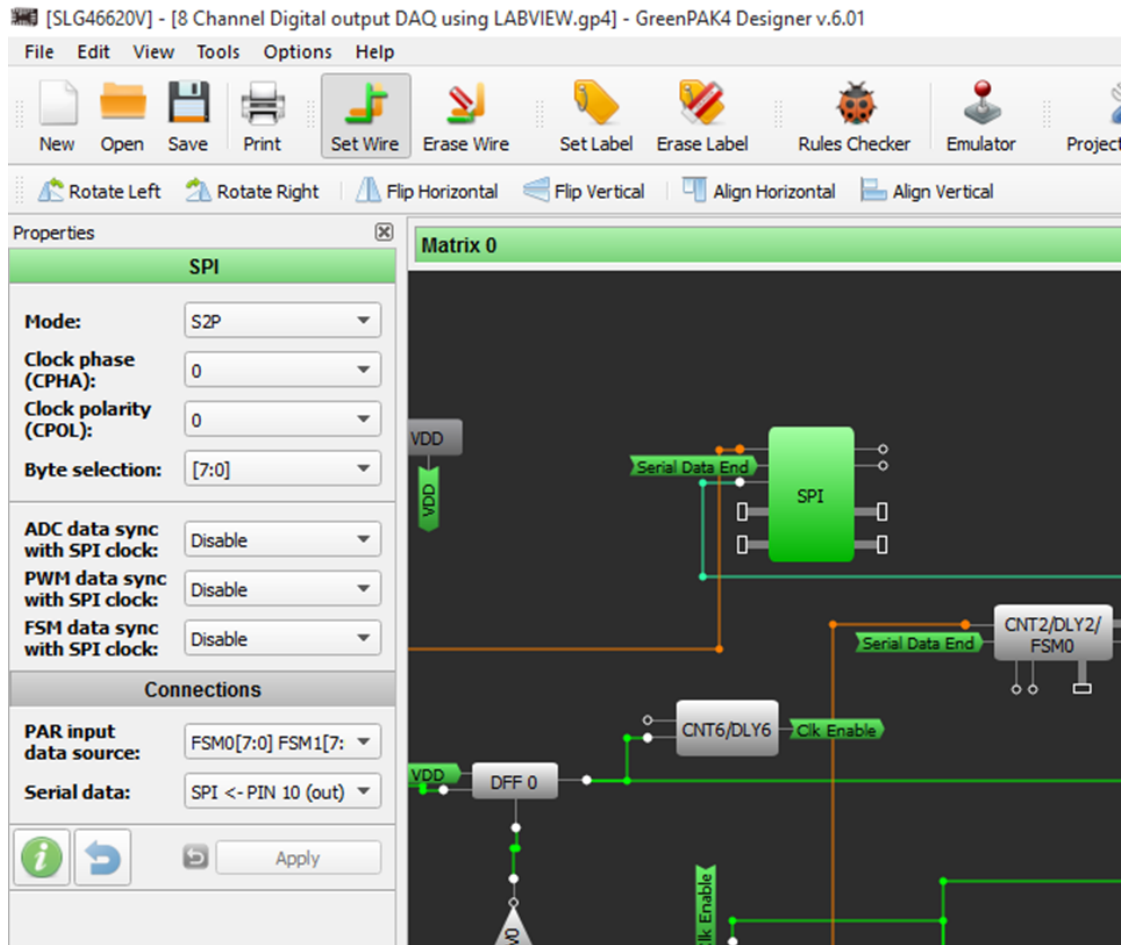 [SLG46620V] - [8 Channel Digital output DAQ using LABVIEW.gp4] - GreenPAK4 Designer v.6.01
File Edit View Tools Options Help
New Open Save Print Set Wire Erase Wire Set Label Erase Label Rules Checker Emulator Project
Rotate Left Rotate Right Flip Horizontal Flip Vertical Align Horizontal Align Vertical
Properties
SPI
Mode: S2P
Clock phase
(CPHA): 0
Clock polarity
(CPOL): 0
Byte selection: [7:0]
ADC data sync
with SPI clock: Disable
PWM data sync
with SPI clock: Disable
FSM data sync
with SPI clock: Disable
Connections
PAR input
data source: FSM0[7:0] FSM1[7:
Serial data: SPI <- PIN 10 (out)
Apply
Matrix 0
VDD
VDD
Serial Data End
SPI
Serial Data End
CNT2/DLY2/
FSM0
CNT6/DLY6
Clk Enable
VDD
DFF 0
Clk Enable